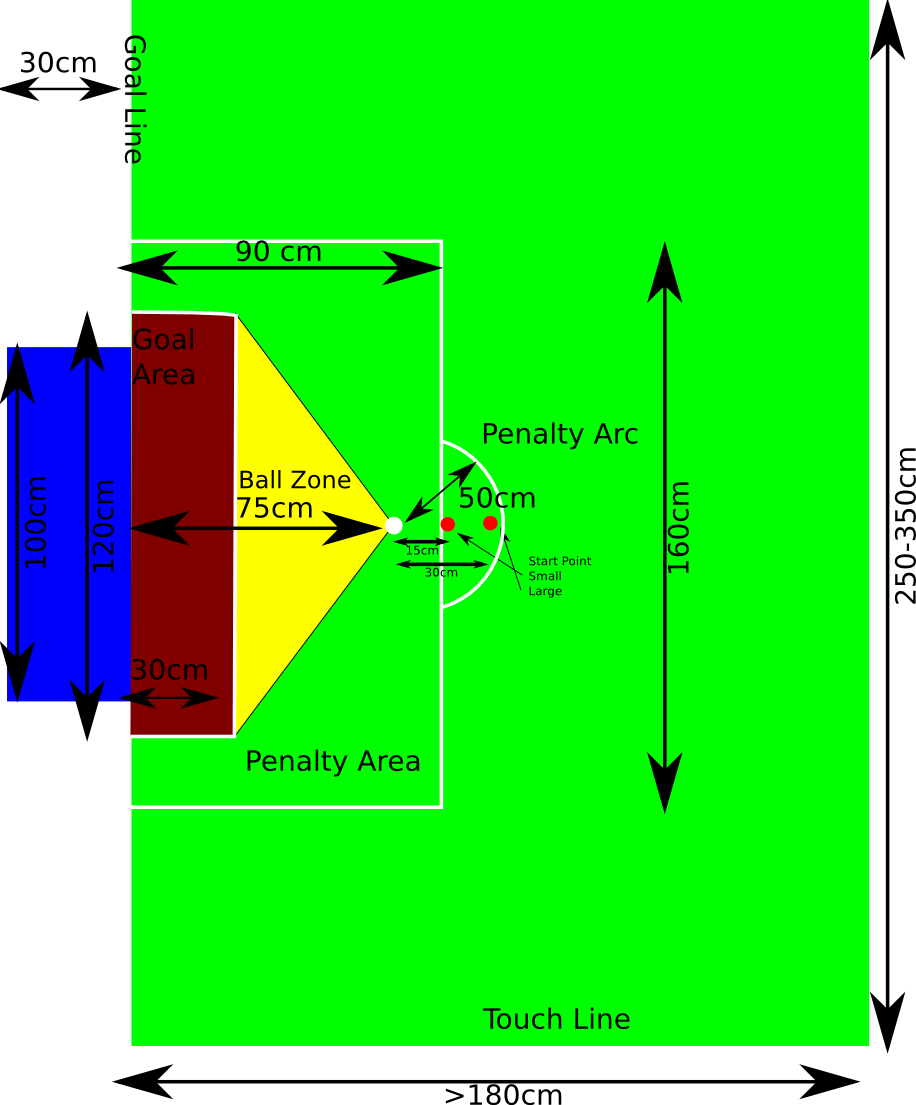 30cm
Goal Line
90 cm
Goal
Area
Penalty Arc
Ball Zone
75cm
50cm
100cm
120cm
160cm
250-350cm
15cm
30cm
Start Point
Small
Large
30cm
Penalty Area
Touch Line
>180cm